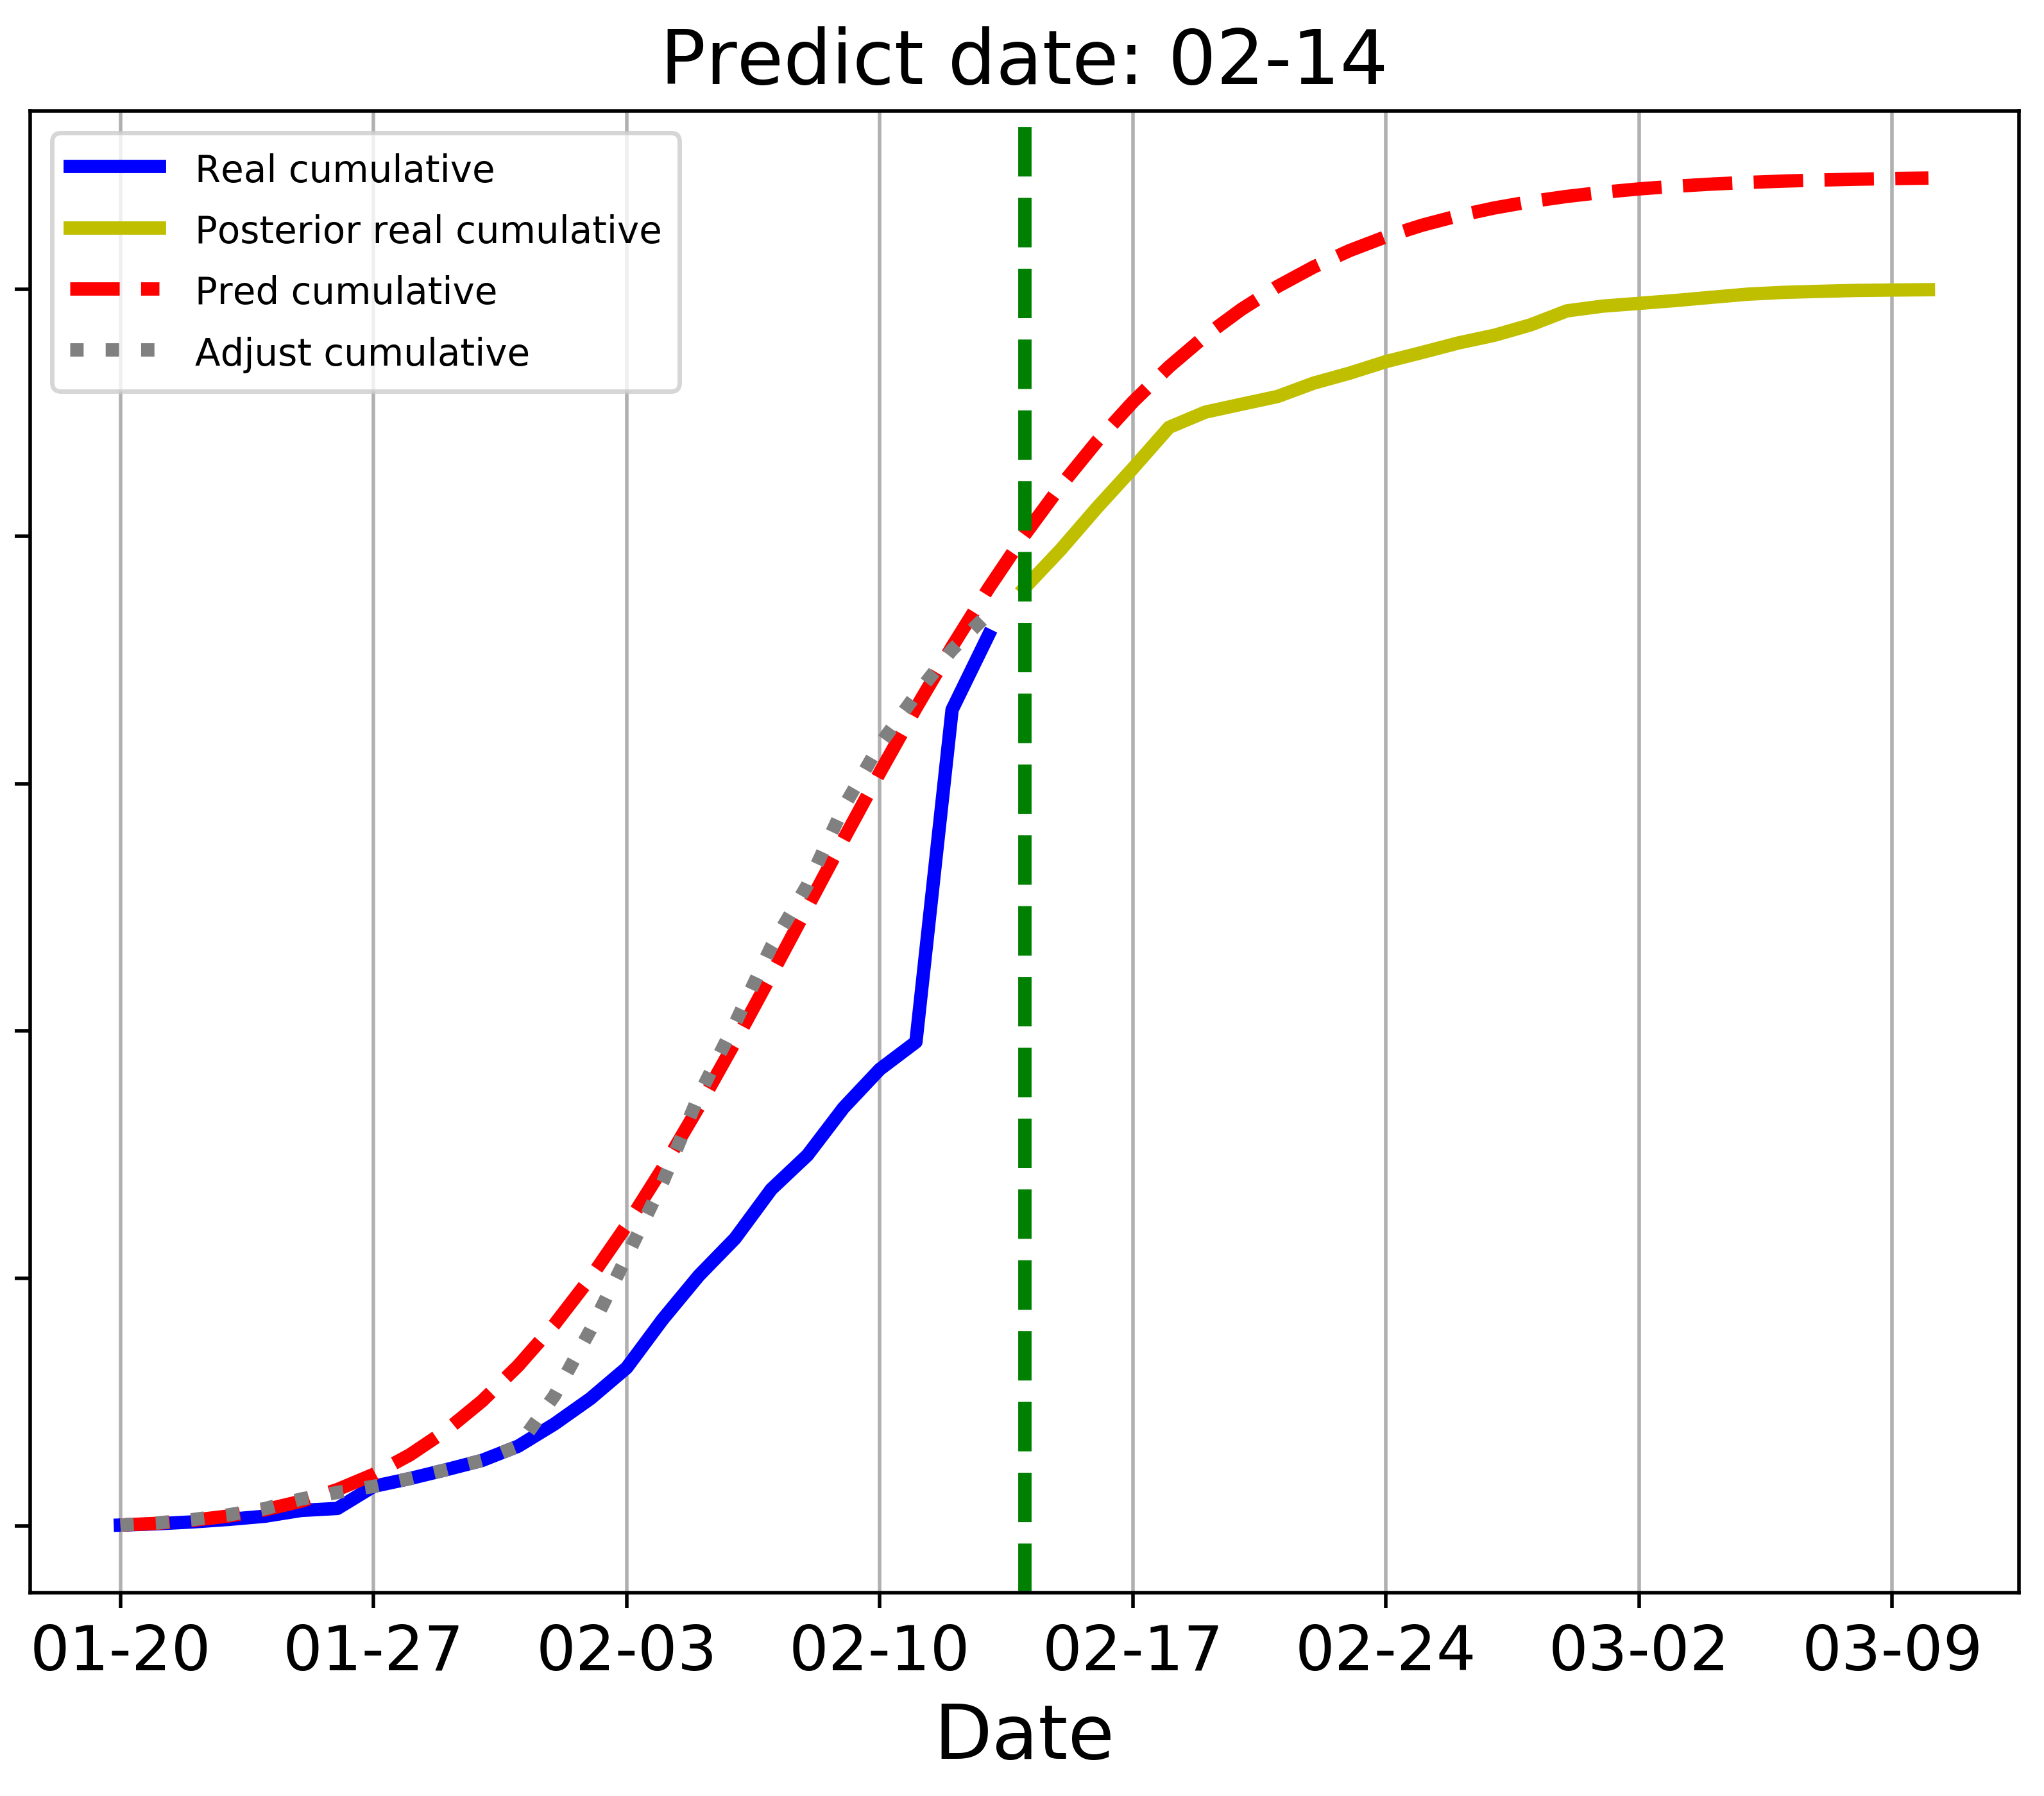 Predict date: 02-14
Real cumulative
Posterior real cumulative
Pred cumulative
Adjust cumulative
01-20 01-27 02-03 02-10 02-17 02-24 03-02 03-09
Date